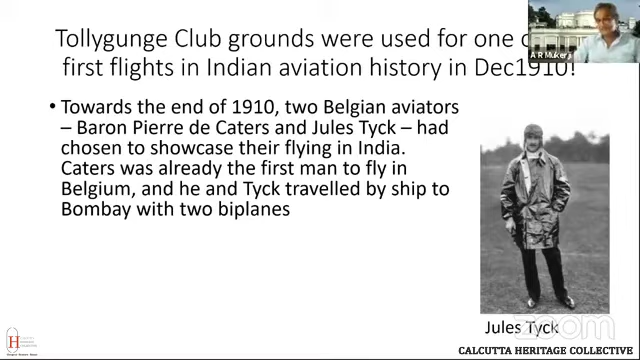 Tollygunge Club grounds were used for one o
first flights in Indian aviation history in Dec1910!
A R Muker
• Towards the end of 1910, two Belgian aviators
– Baron Pierre de Caters and Jules Tyck – had
chosen to showcase their flying in India.
Caters was already the first man to fly in
Belgium, and he and Tyck travelled by ship to
Bombay with two biplanes
Jules Tyck
zoom
CALCUTTA HERITAGE COLLECTIVE
H